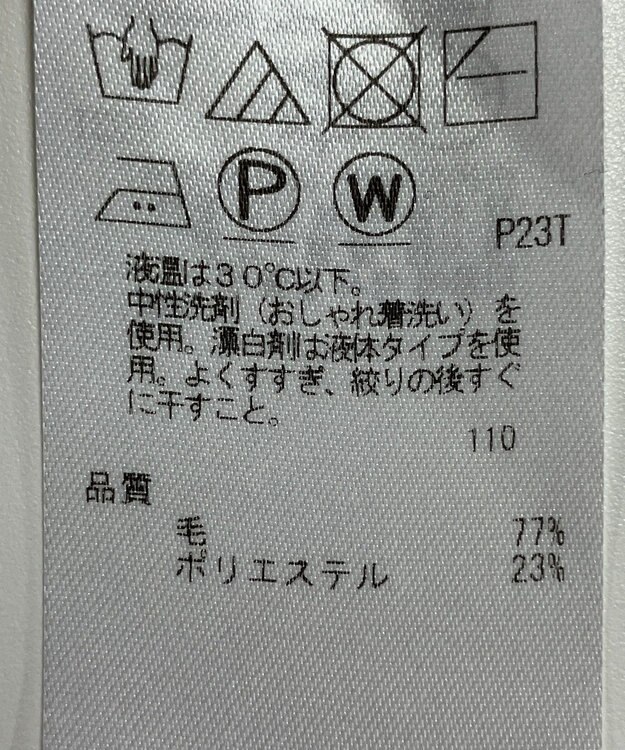 P W
P23T
液温は30℃以下。
中性洗剤（おしゃれ着洗い）を
使用。漂白剤は液体タイプを使
用。よくすすぎ、絞りの後すぐ
に干すこと。
110
品質
毛 77%
ポリエステル 23%